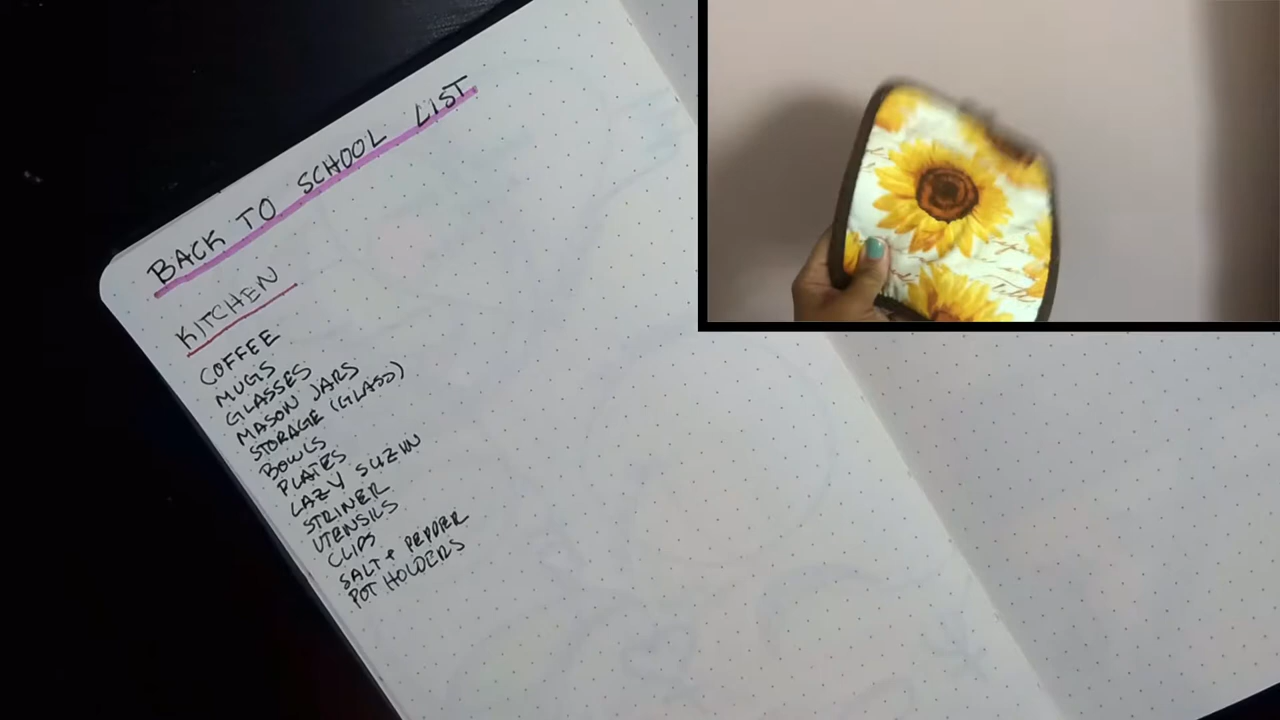 BACK TO SCHOOL LIST
KITCHEN
COFFEE
MUGS
GLASSES
MASON JARS
STORAGE (GLASS)
BOWLS
PLATES
LAZY SUZIN
STRINER
UTENSILS
CLIPS
SALT + PEPPER
POT HOLDERS